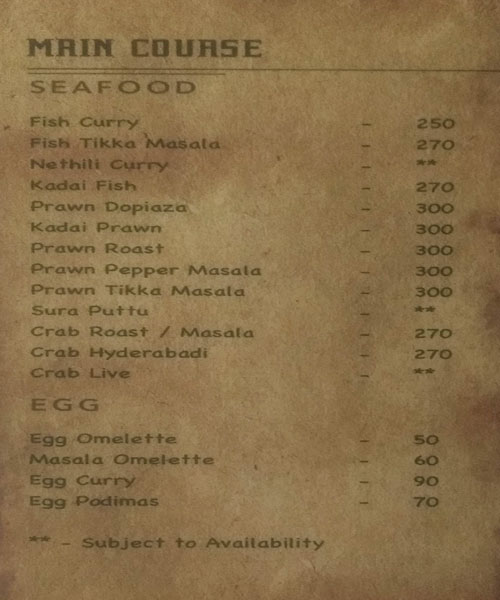 MAIN COURSE
SEAFOOD
Fish Curry - 250
Fish Tikka Masala - 270
Nethili Curry - **
Kadai Fish - 270
Prawn Dopiaza - 300
Kadai Prawn - 300
Prawn Roast - 300
Prawn Pepper Masala - 300
Prawn Tikka Masala - 300
Sura Puttu - **
Crab Roast / Masala - 270
Crab Hyderabadi - 270
Crab Live - **
EGG
Egg Omelette - 50
Masala Omelette - 60
Egg Curry - 90
Egg Podimas - 70
** - Subject to Availability